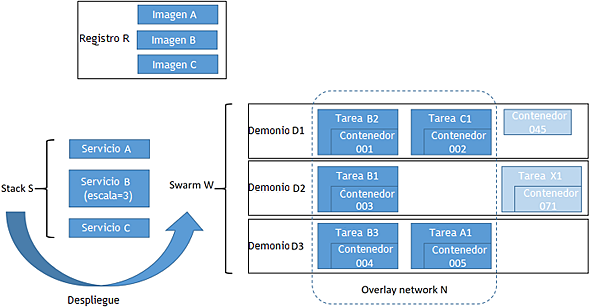 Registro R
Imagen A
Imagen B
Imagen C
Stack S
Servicio A
Servicio B
(escala=3)
Servicio C
Despliegue
Swarm W
Demonio D1
Tarea B2
Contenedor
001
Tarea C1
Contenedor
002
Contenedor
045
Demonio D2
Tarea B1
Contenedor
003
Tarea X1
Contenedor
071
Demonio D3
Tarea B3
Contenedor
004
Tarea A1
Contenedor
005
Overlay network N